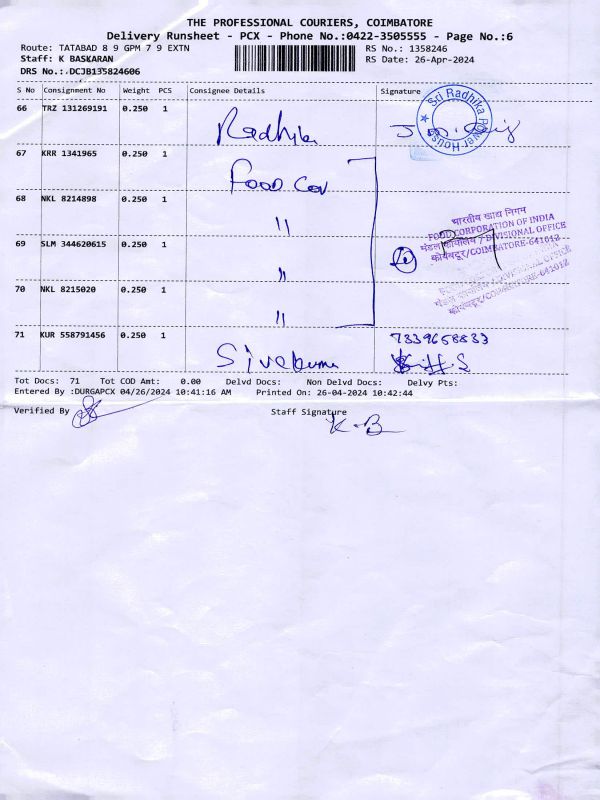 THE PROFESSIONAL COURIERS, COIMBATORE
Delivery Runsheet - PCX - Phone No.:0422-3505555 - Page No.:6
Route: TATABAD 8 9 GPM 7 9 EXTN
RS No.: 1358246
Staff: K BASKARAN
RS Date: 26-Apr-2024
DRS No.:.DCJB135824606
S No Consignment No Weight PCS Consignee Details Signature
66 TRZ 131269191 0.250 1 Radhika
Sri Radhika Power House
67 KRR 1341965 0.250 1 Food Cor
68 NKL 8214898 0.250 1 "
भारतीय खाद्य निगम
FOOD CORPORATION OF INDIA
मंडल कार्यालय / DIVISIONAL OFFICE
कोयंबटूर/COIMBATORE-641012
69 SLM 344620615 0.250 1 "
70 NKL 8215020 0.250 1 "
71 KUR 558791456 0.250 1 Sivakumar
7339658833
Tot Docs: 71 Tot COD Amt: 0.00 Delvd Docs: Non Delvd Docs: Delvy Pts:
Entered By :DURGAPCX 04/26/2024 10:41:16 AM Printed On: 26-04-2024 10:42:44
Verified By
Staff Signature
K-B